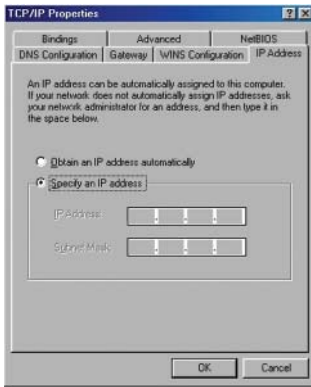 TCP/IP Properties
Bindings Advanced NetBIOS
DNS Configuration Gateway WINS Configuration IP Address
An IP address can be automatically assigned to this computer.
If your network does not automatically assign IP addresses, ask
your network administrator for an address, and then type it in
the space below.
Obtain an IP address automatically
Specify an IP address
IP Address:
Subnet Mask:
OK Cancel